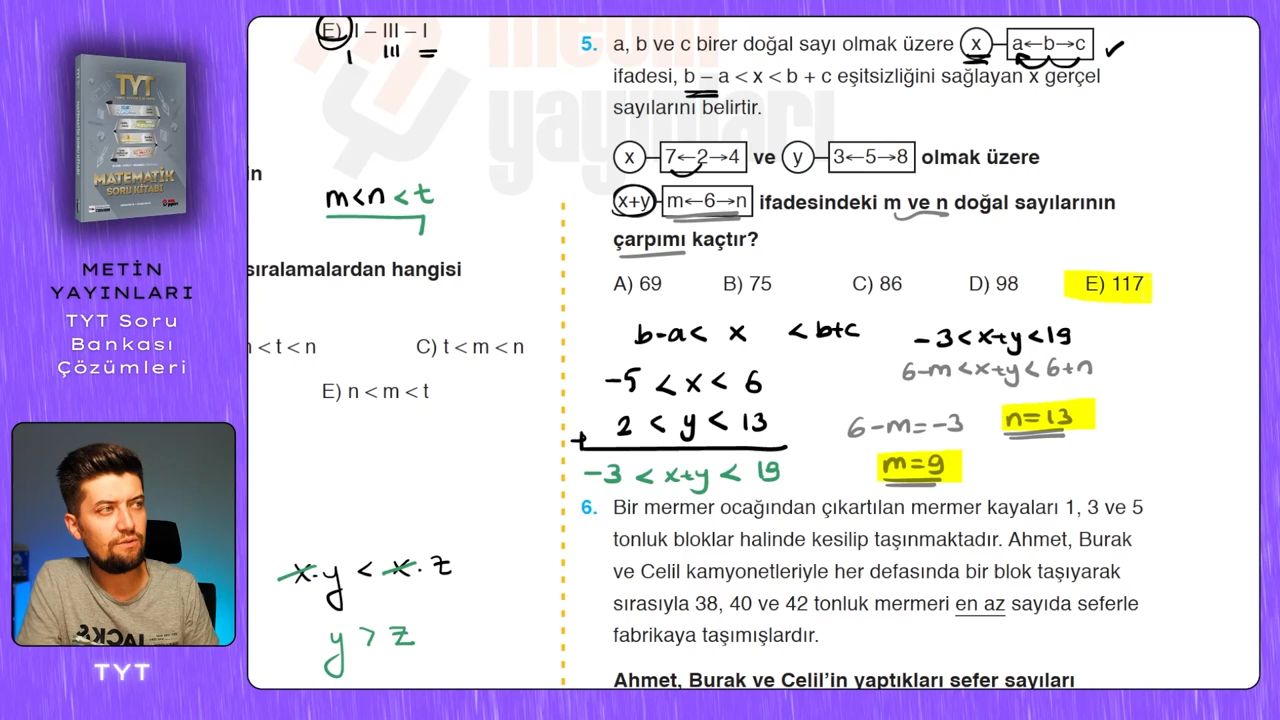 TYT
MATEMATİK
SORU KİTABI
METİN
YAYINLARI
TYT Soru
Bankası
Çözümleri
TYT
E) I – III – I
I III
m<n<t
sıralamalardan hangisi
< t < n
C) t < m < n
E) n < m < t
x.y < x.z
y > z
yayınları
5. a, b ve c birer doğal sayı olmak üzere x a←b→c
ifadesi, b – a < x < b + c eşitsizliğini sağlayan x gerçel
sayılarını belirtir.
x 7←2→4 ve y 3←5→8 olmak üzere
x+y m←6→n ifadesindeki m ve n doğal sayılarının
çarpımı kaçtır?
A) 69 B) 75 C) 86 D) 98 E) 117
b-a< x <b+c
-5 < x < 6
2 < y < 13
+
-3 < x+y < 19
-3 < x+y < 19
6-m < x+y < 6+n
6-m=-3 n=13
m=9
6. Bir mermer ocağından çıkartılan mermer kayaları 1, 3 ve 5
tonluk bloklar halinde kesilip taşınmaktadır. Ahmet, Burak
ve Celil kamyonetleriyle her defasında bir blok taşıyarak
sırasıyla 38, 40 ve 42 tonluk mermeri en az sayıda seferle
fabrikaya taşımışlardır.
Ahmet, Burak ve Celil’in yaptıkları sefer sayıları